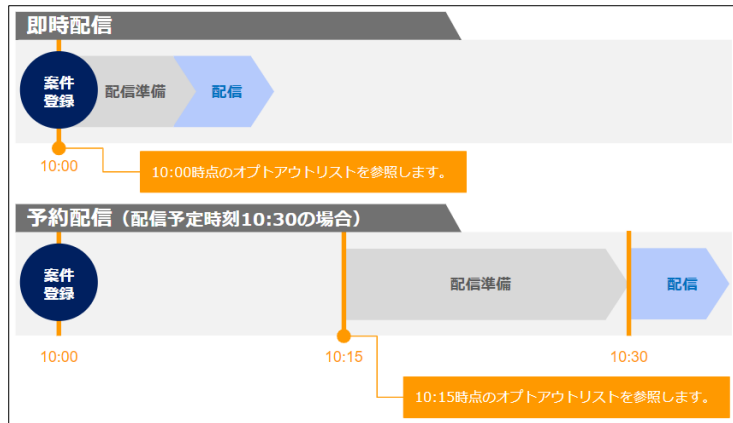 即時配信
案件
登録
配信準備
配信
10:00
10:00時点のオプトアウトリストを参照します。
予約配信（配信予定時刻10:30の場合）
案件
登録
配信準備
配信
10:00
10:15
10:30
10:15時点のオプトアウトリストを参照します。